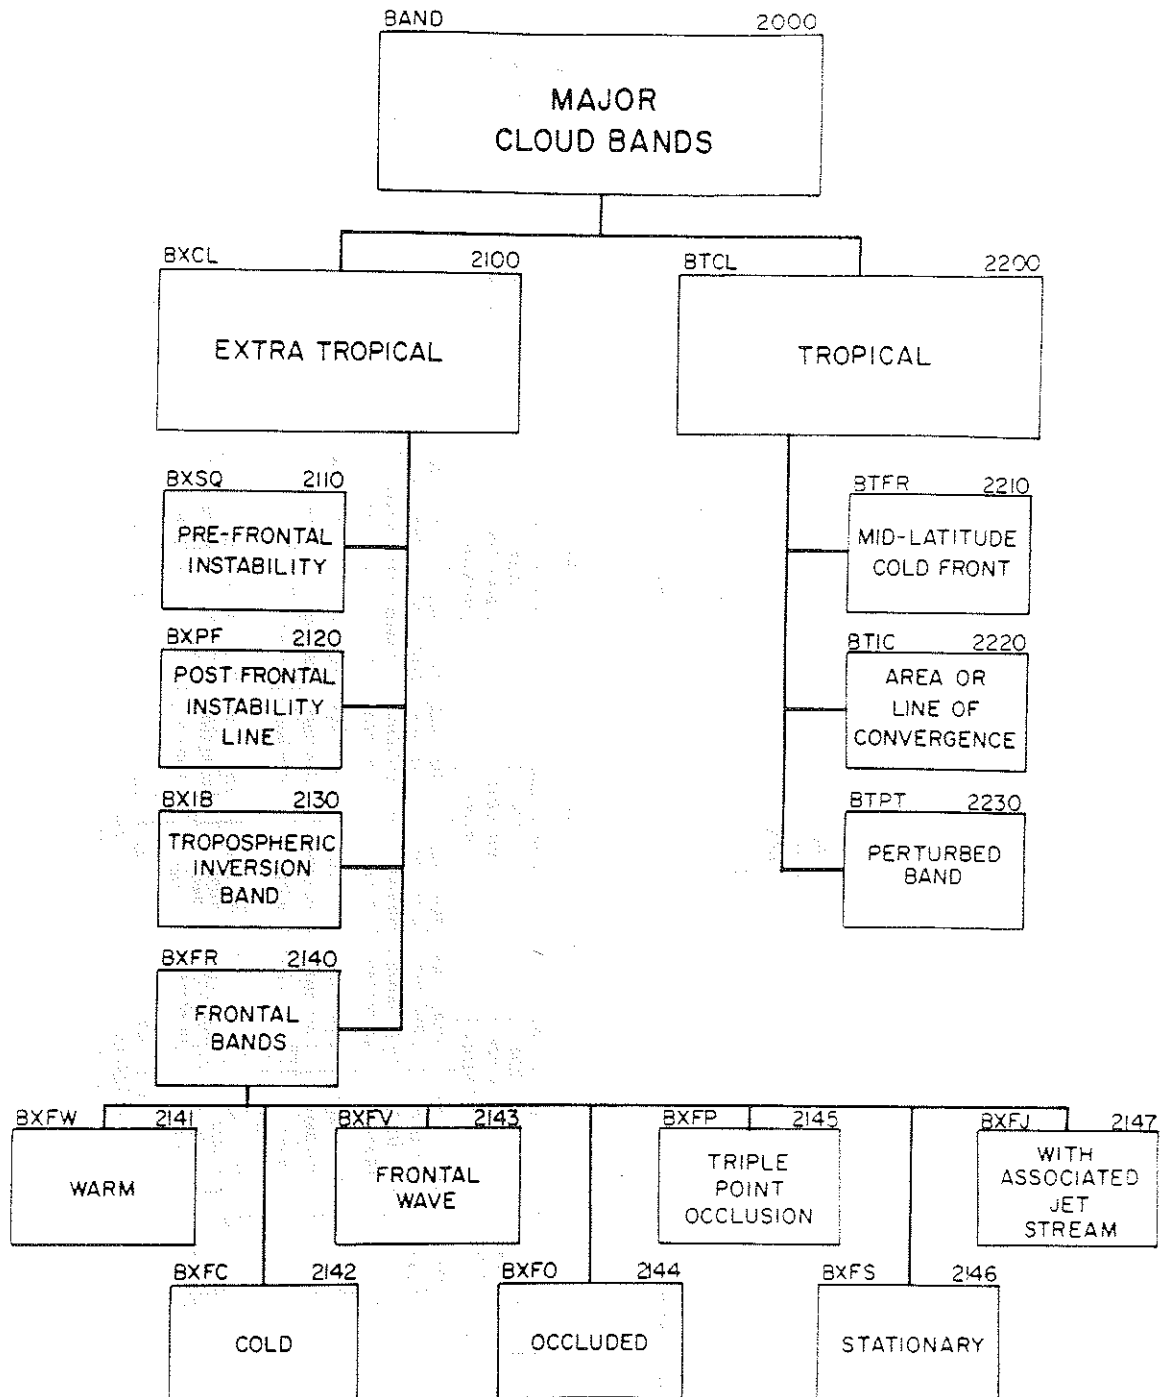 BAND 2000
MAJOR
CLOUD BANDS
BXCL 2100
EXTRA TROPICAL
BTCL 2200
TROPICAL
BXSQ 2110
PRE-FRONTAL
INSTABILITY
BXPF 2120
POST FRONTAL
INSTABILITY
LINE
BXIB 2130
TROPOSPHERIC
INVERSION
BAND
BXFR 2140
FRONTAL
BANDS
BTFR 2210
MID-LATITUDE
COLD FRONT
BTIC 2220
AREA OR
LINE OF
CONVERGENCE
BTPT 2230
PERTURBED
BAND
BXFW 2141
WARM
BXFC 2142
COLD
BXFV 2143
FRONTAL
WAVE
BXFO 2144
OCCLUDED
BXFP 2145
TRIPLE
POINT
OCCLUSION
BXFS 2146
STATIONARY
BXFJ 2147
WITH
ASSOCIATED
JET
STREAM